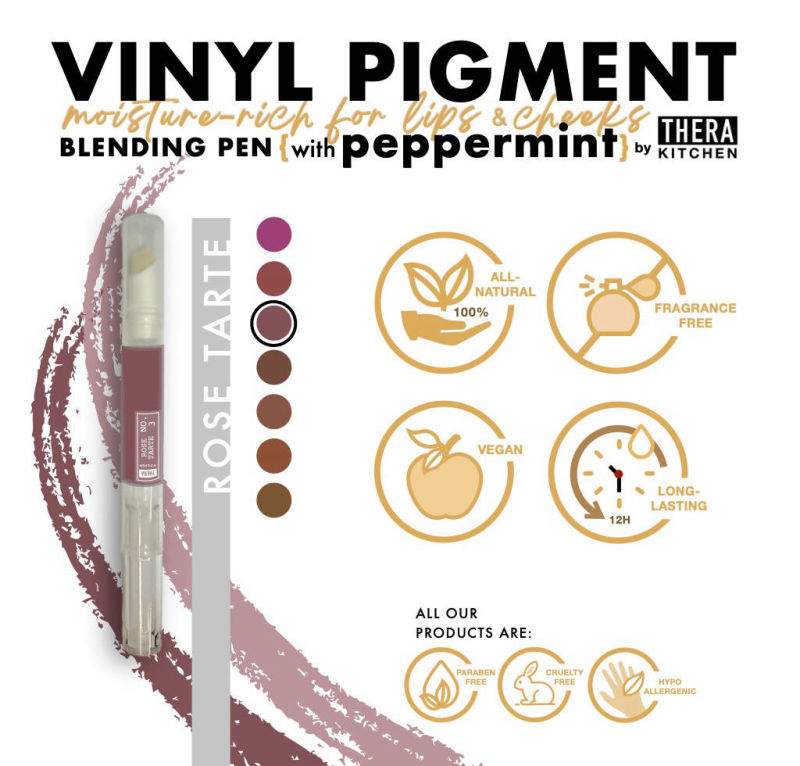 VINYL PIGMENT
moisture-rich for lips & cheeks
BLENDING PEN {with peppermint} by THERA KITCHEN
ROSE TARTE
ROSE TARTE NO. 3
THERA KITCHEN
ALL-
NATURAL
100%
FRAGRANCE
FREE
VEGAN
LONG-
LASTING
12H
ALL OUR
PRODUCTS ARE:
PARABEN
FREE
CRUELTY
FREE
HYPO
ALLERGENIC